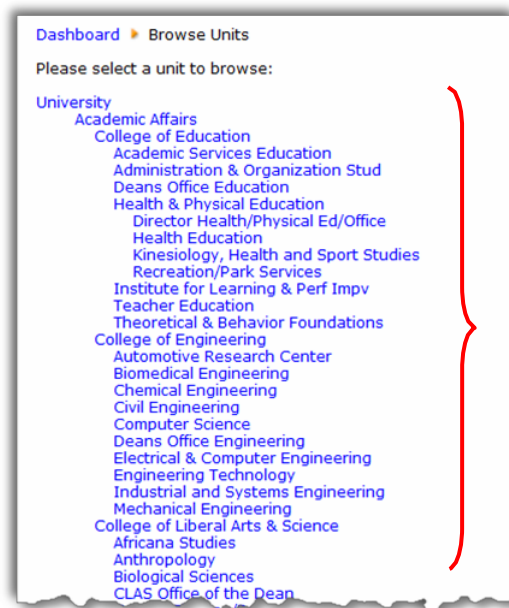 Dashboard ▶ Browse Units
Please select a unit to browse:
University
Academic Affairs
College of Education
Academic Services Education
Administration & Organization Stud
Deans Office Education
Health & Physical Education
Director Health/Physical Ed/Office
Health Education
Kinesiology, Health and Sport Studies
Recreation/Park Services
Institute for Learning & Perf Impv
Teacher Education
Theoretical & Behavior Foundations
College of Engineering
Automotive Research Center
Biomedical Engineering
Chemical Engineering
Civil Engineering
Computer Science
Deans Office Engineering
Electrical & Computer Engineering
Engineering Technology
Industrial and Systems Engineering
Mechanical Engineering
College of Liberal Arts & Science
Africana Studies
Anthropology
Biological Sciences
CLAS Office of the Dean